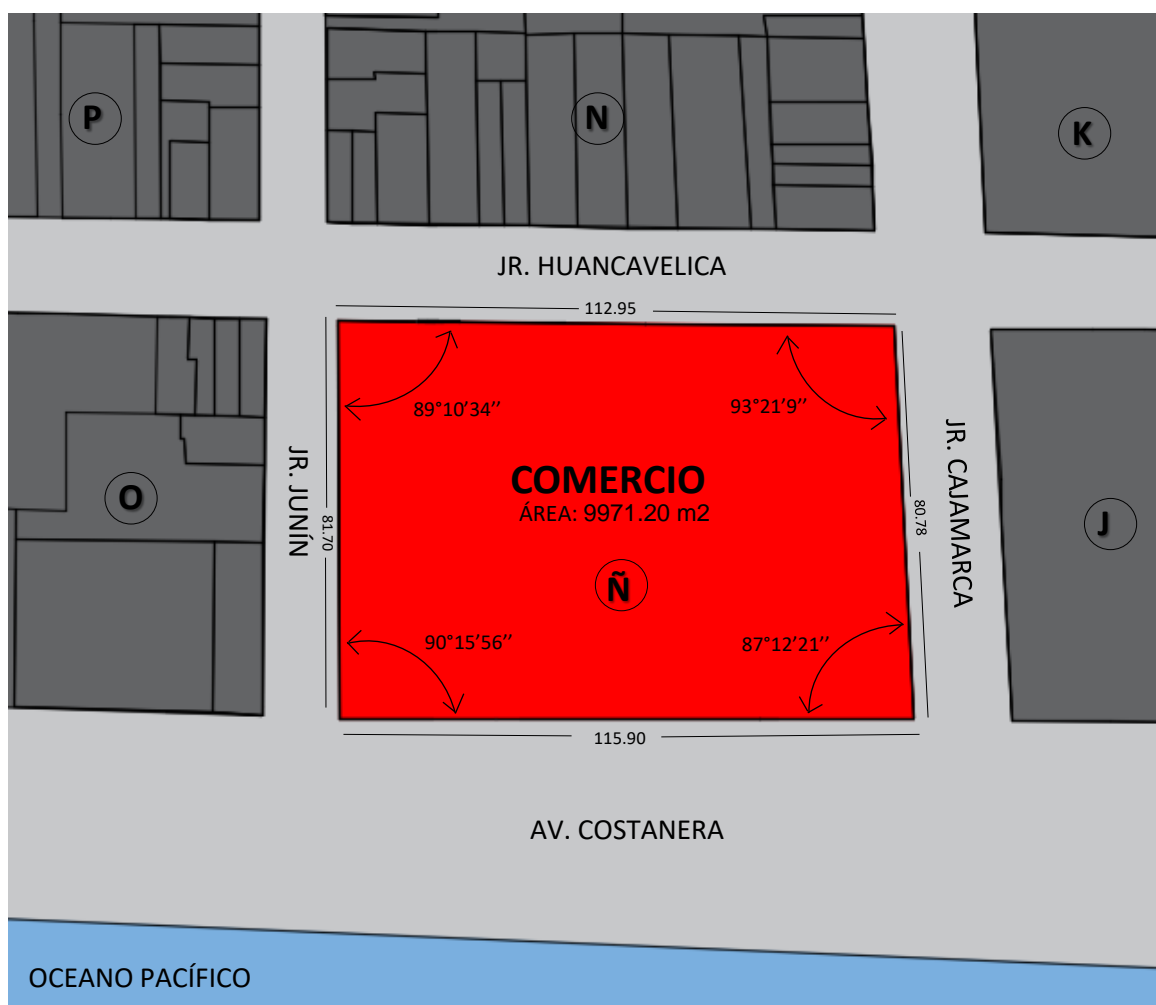 P
N
K
JR. HUANCAVELICA
112.95
89°10'34''
93°21'9''
COMERCIO
ÁREA: 9971.20 m2
Ñ
O
JR. JUNÍN
81.70
80.78
JR. CAJAMARCA
J
90°15'56''
87°12'21''
115.90
AV. COSTANERA
OCEANO PACÍFICO